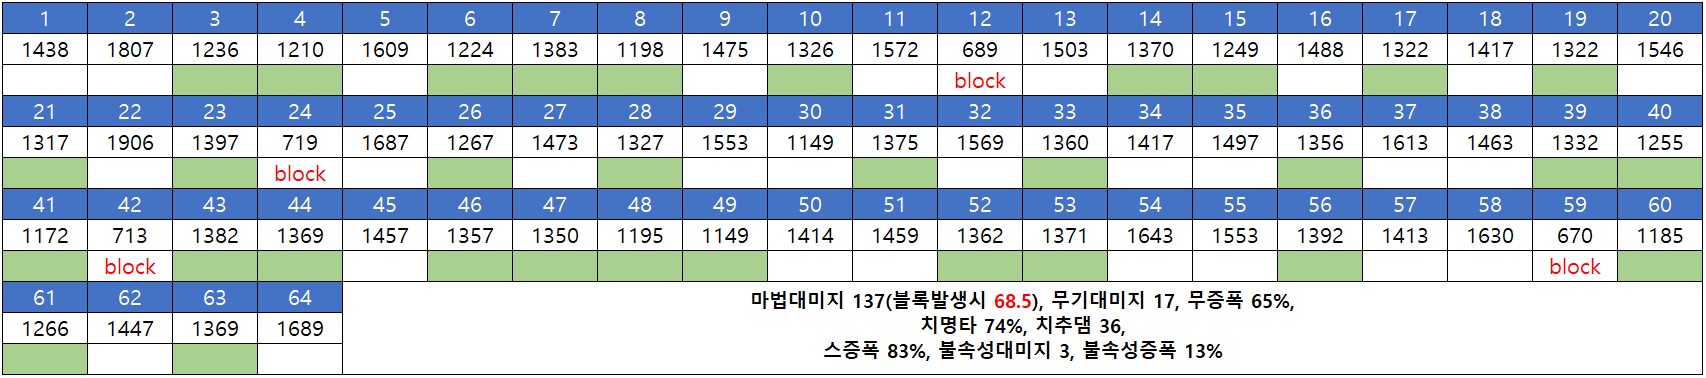 1 2 3 4 5 6 7 8 9 10 11 12 13 14 15 16 17 18 19 20
1438 1807 1236 1210 1609 1224 1383 1198 1475 1326 1572 689 1503 1370 1249 1488 1322 1417 1322 1546
block
21 22 23 24 25 26 27 28 29 30 31 32 33 34 35 36 37 38 39 40
1317 1906 1397 719 1687 1267 1473 1327 1553 1149 1375 1569 1360 1417 1497 1356 1613 1463 1332 1255
block
41 42 43 44 45 46 47 48 49 50 51 52 53 54 55 56 57 58 59 60
1172 713 1382 1369 1457 1357 1350 1195 1149 1414 1459 1362 1371 1643 1553 1392 1413 1630 670 1185
block block
61 62 63 64
1266 1447 1369 1689
마법대미지 137(블록발생시 68.5), 무기대미지 17, 무증폭 65%,
치명타 74%, 치추댐 36,
스증폭 83%, 불속성대미지 3, 불속성증폭 13%